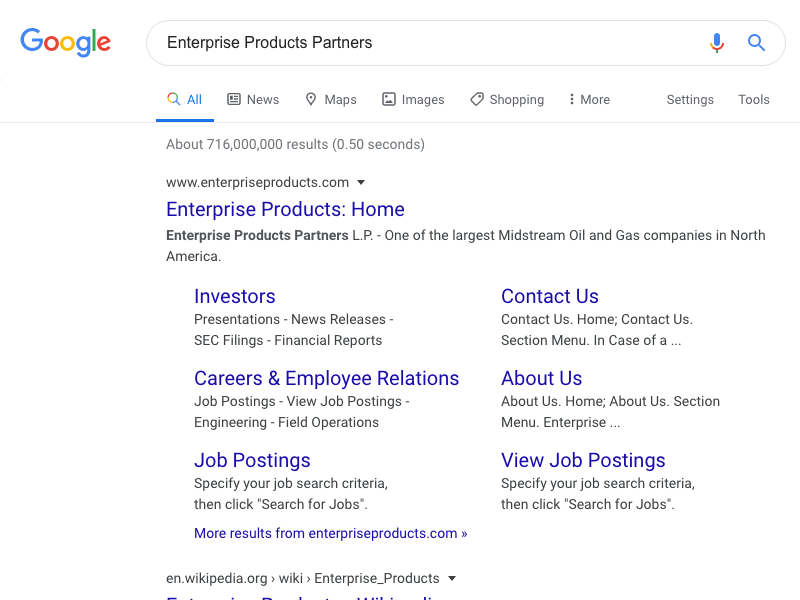 Google
Enterprise Products Partners
All
News
Maps
Images
Shopping
More
Settings
Tools
About 716,000,000 results (0.50 seconds)
www.enterpriseproducts.com
Enterprise Products: Home
Enterprise Products Partners L.P. - One of the largest Midstream Oil and Gas companies in North
America.
Investors
Presentations - News Releases -
SEC Filings - Financial Reports
Contact Us
Contact Us. Home; Contact Us.
Section Menu. In Case of a ...
Careers & Employee Relations
Job Postings - View Job Postings -
Engineering - Field Operations
About Us
About Us. Home; About Us. Section
Menu. Enterprise ...
Job Postings
Specify your job search criteria,
then click "Search for Jobs".
View Job Postings
Specify your job search criteria,
then click "Search for Jobs".
More results from enterpriseproducts.com »
en.wikipedia.org › wiki › Enterprise_Products